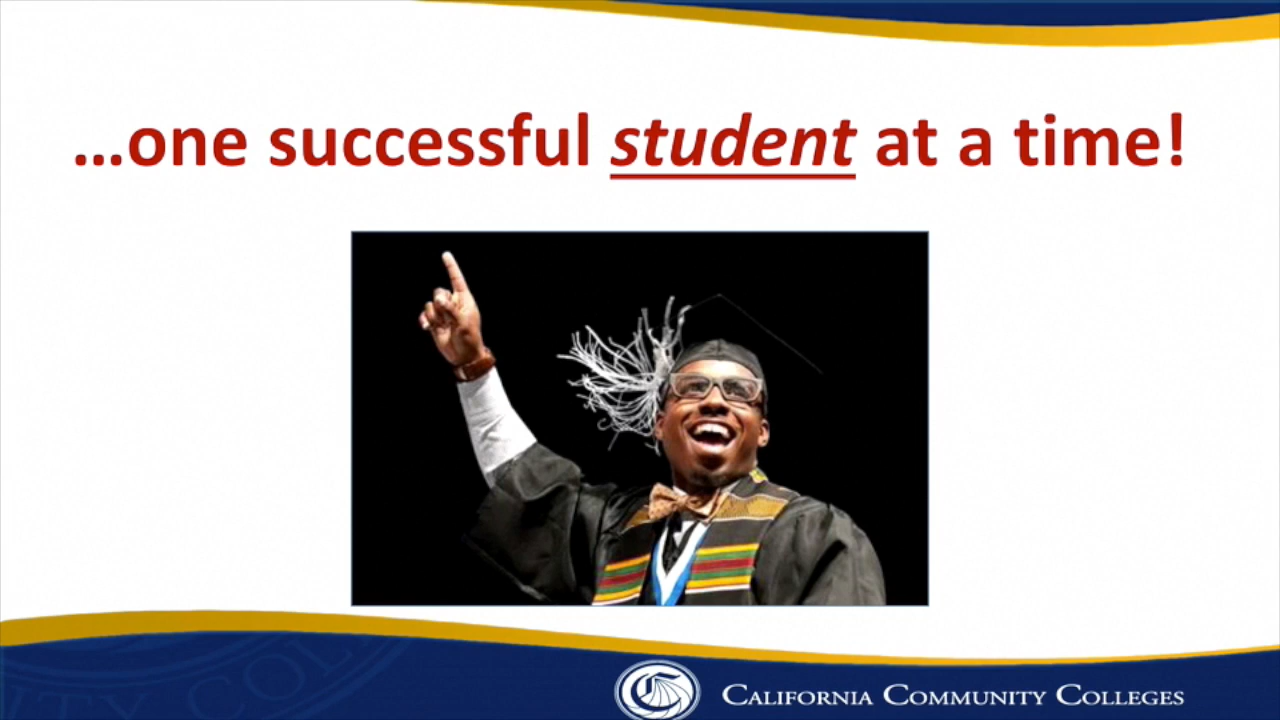 ...one successful student at a time!
CALIFORNIA COMMUNITY COLLEGES